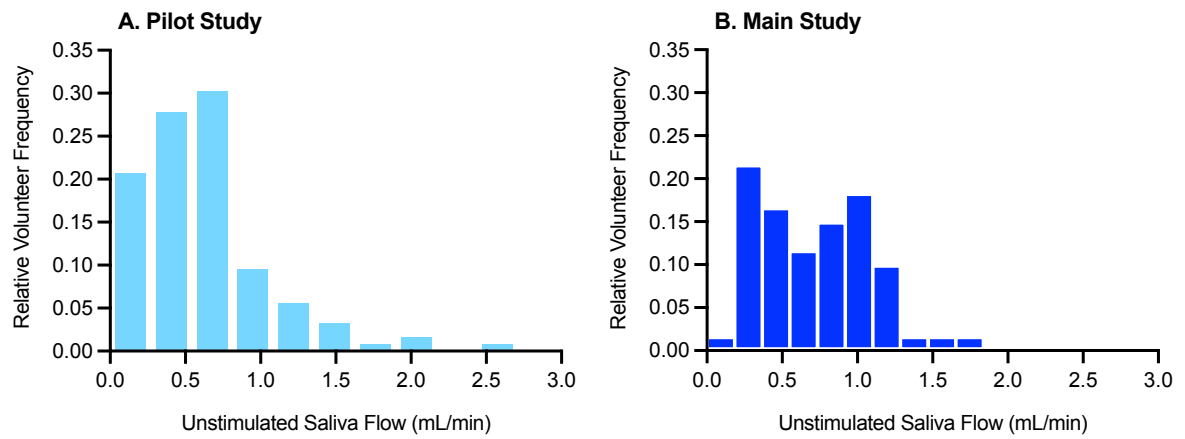 A. Pilot Study
Relative Volunteer Frequency
0.35
0.30
0.25
0.20
0.15
0.10
0.05
0.00
0.0 0.5 1.0 1.5 2.0 2.5 3.0
Unstimulated Saliva Flow (mL/min)
B. Main Study
Relative Volunteer Frequency
0.35
0.30
0.25
0.20
0.15
0.10
0.05
0.00
0.0 0.5 1.0 1.5 2.0 2.5 3.0
Unstimulated Saliva Flow (mL/min)